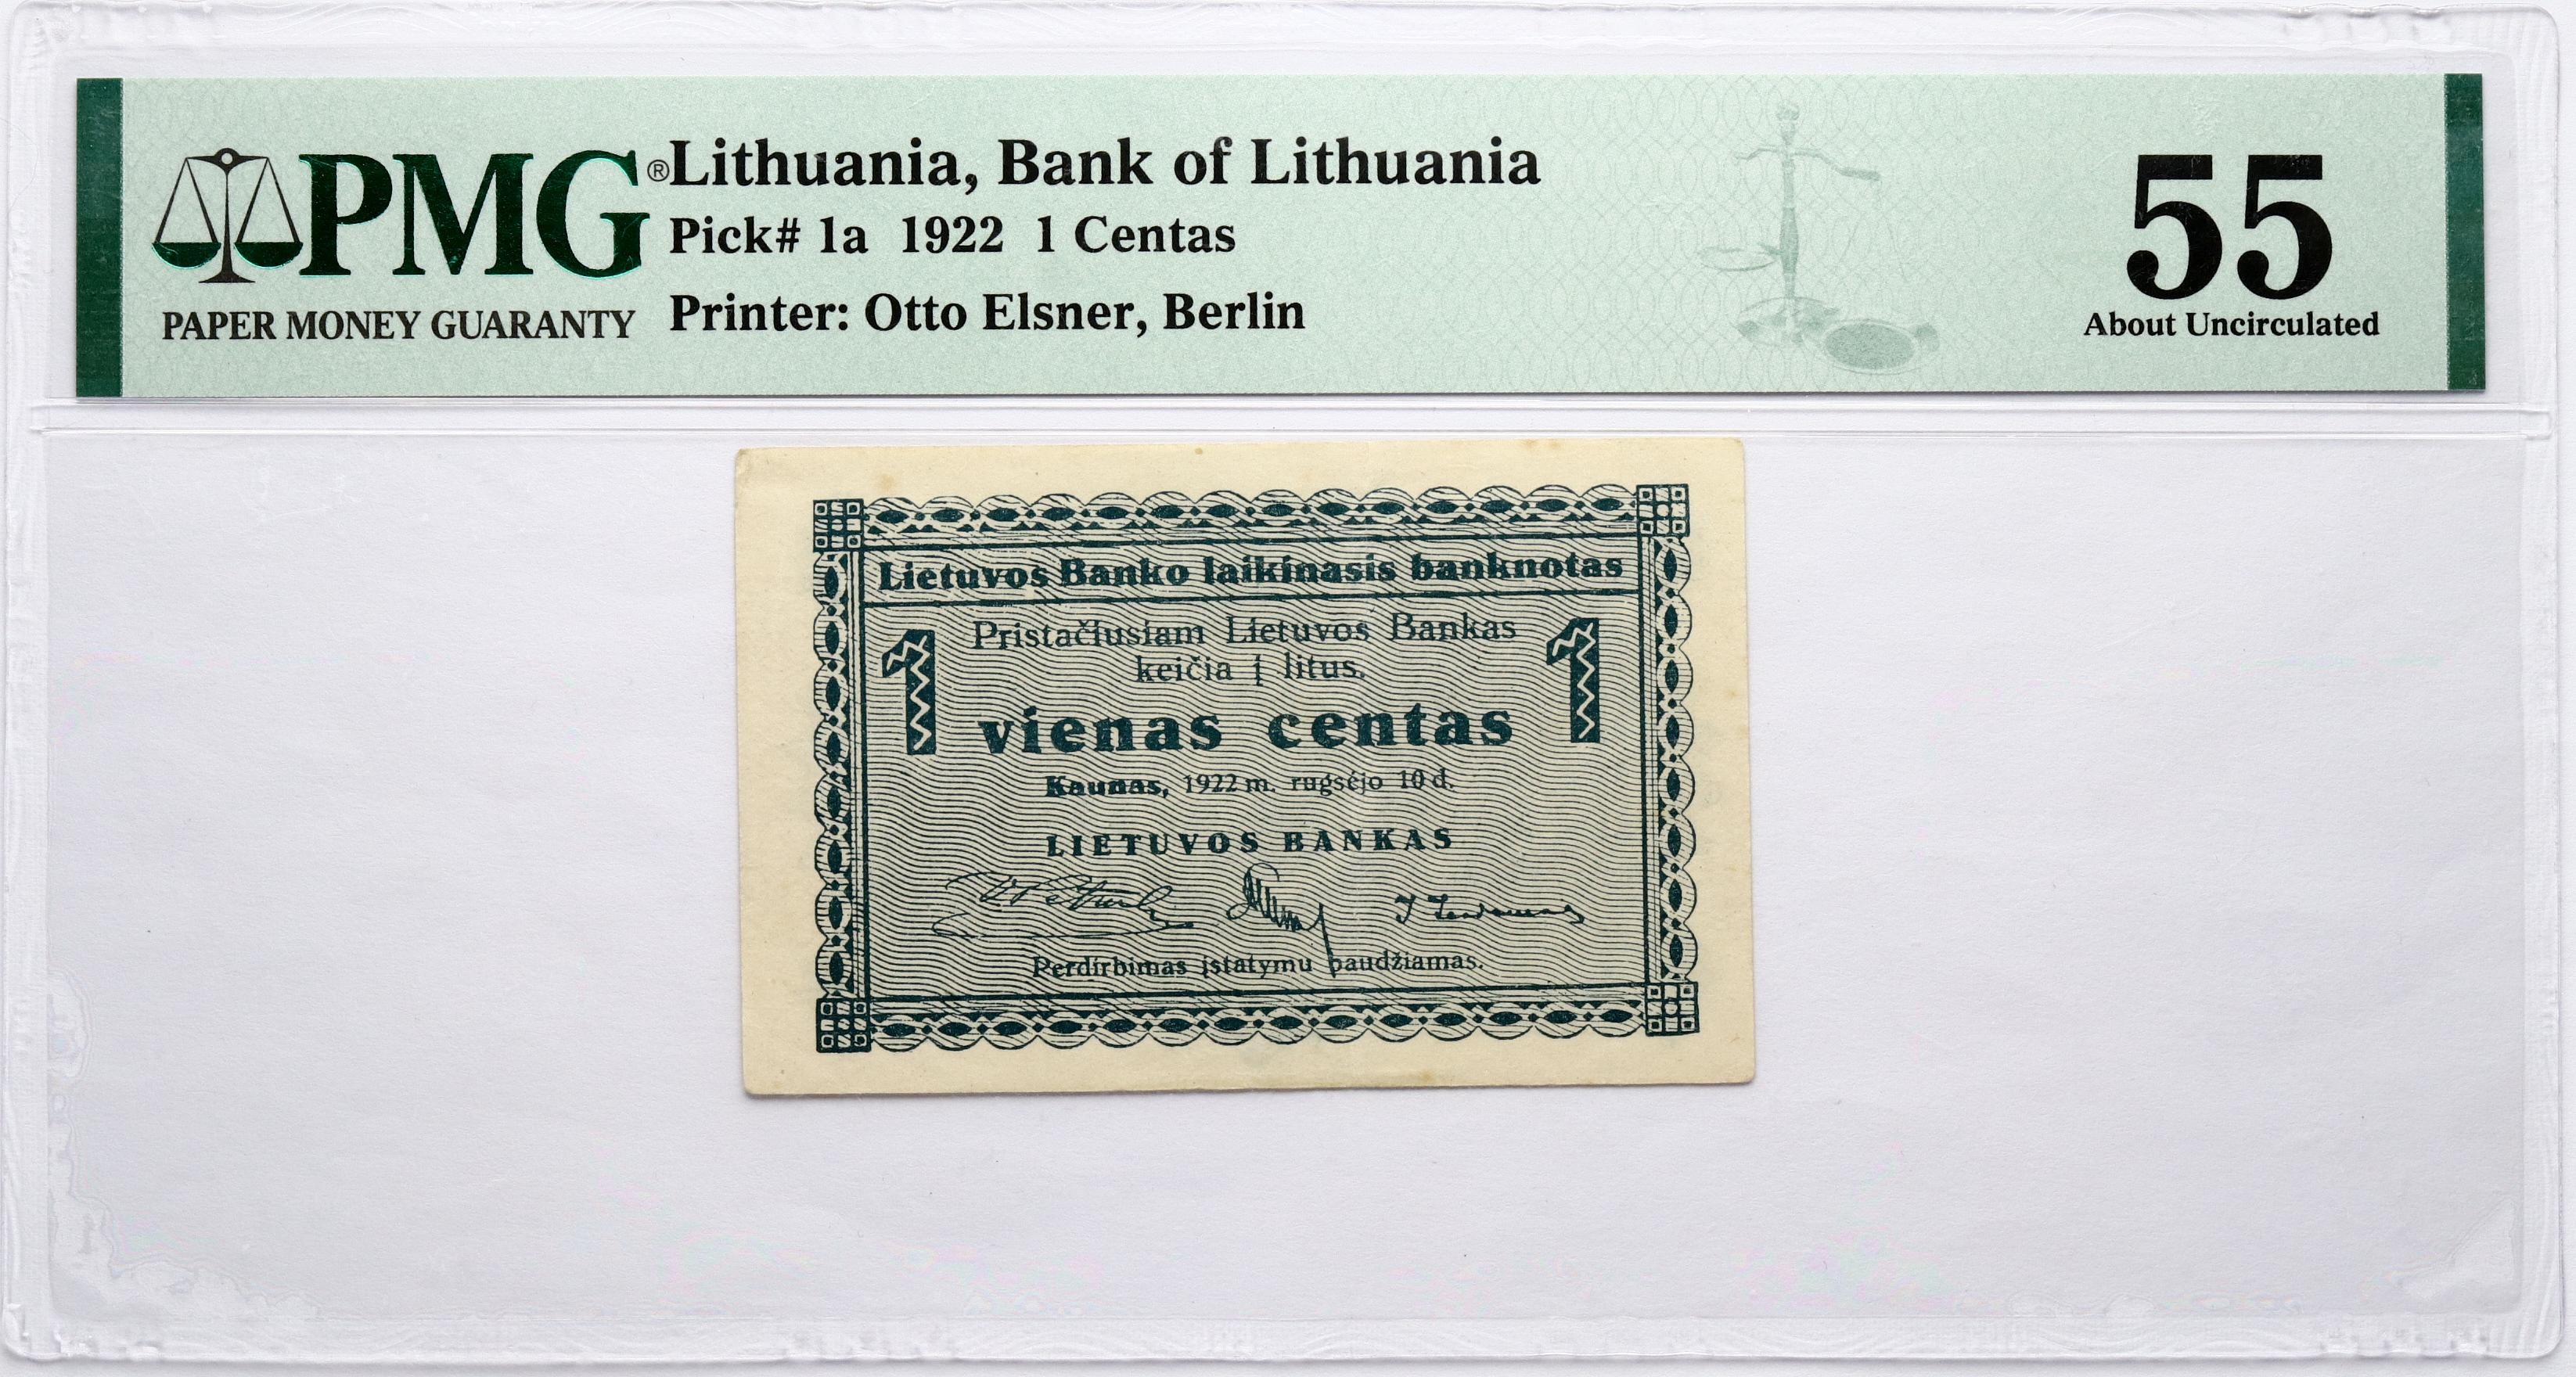 PMG®
PAPER MONEY GUARANTY
Lithuania, Bank of Lithuania
Pick# 1a 1922 1 Centas
Printer: Otto Elsner, Berlin
55
About Uncirculated
Lietuvos Banko laikinasis banknotas
1 Pristačiusiam Lietuvos Bankas 1
keičia į litus.
vienas centas
Kaunas, 1922 m. rugsėjo 10 d.
LIETUVOS BANKAS
Perdirbimas įstatymu baudžiamas.